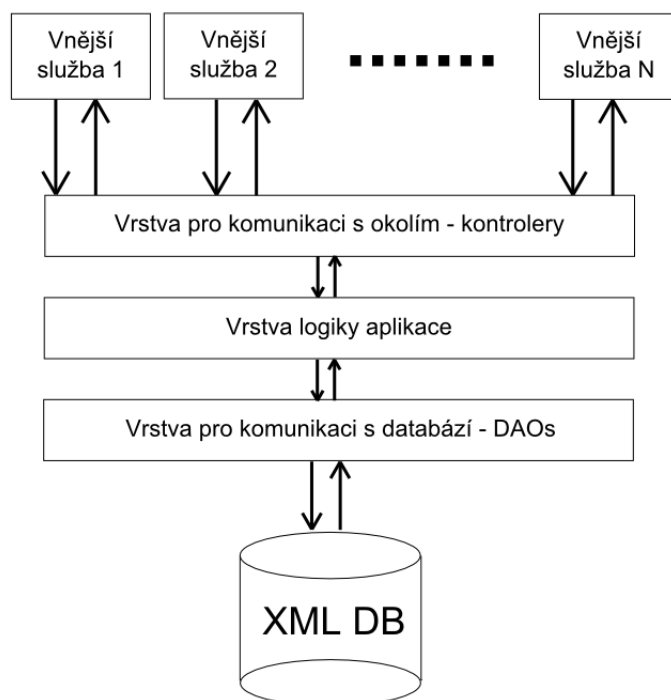 Vnější
služba 1
Vnější
služba 2
Vnější
služba N
Vrstva pro komunikaci s okolím - kontrolery
Vrstva logiky aplikace
Vrstva pro komunikaci s databází - DAOs
XML DB